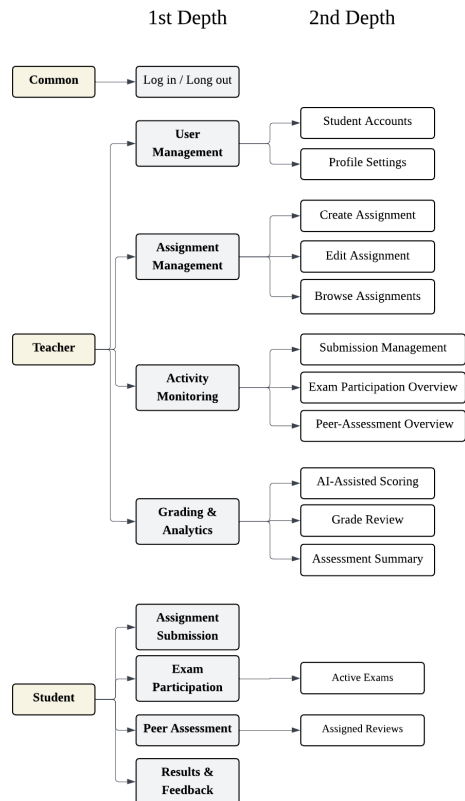 1st Depth
2nd Depth
Common
Log in / Long out
User
Management
Student Accounts
Profile Settings
Assignment
Management
Create Assignment
Edit Assignment
Browse Assignments
Teacher
Activity
Monitoring
Submission Management
Exam Participation Overview
Peer-Assessment Overview
Grading &
Analytics
AI-Assisted Scoring
Grade Review
Assessment Summary
Student
Assignment
Submission
Exam
Participation
Active Exams
Peer Assessment
Assigned Reviews
Results &
Feedback